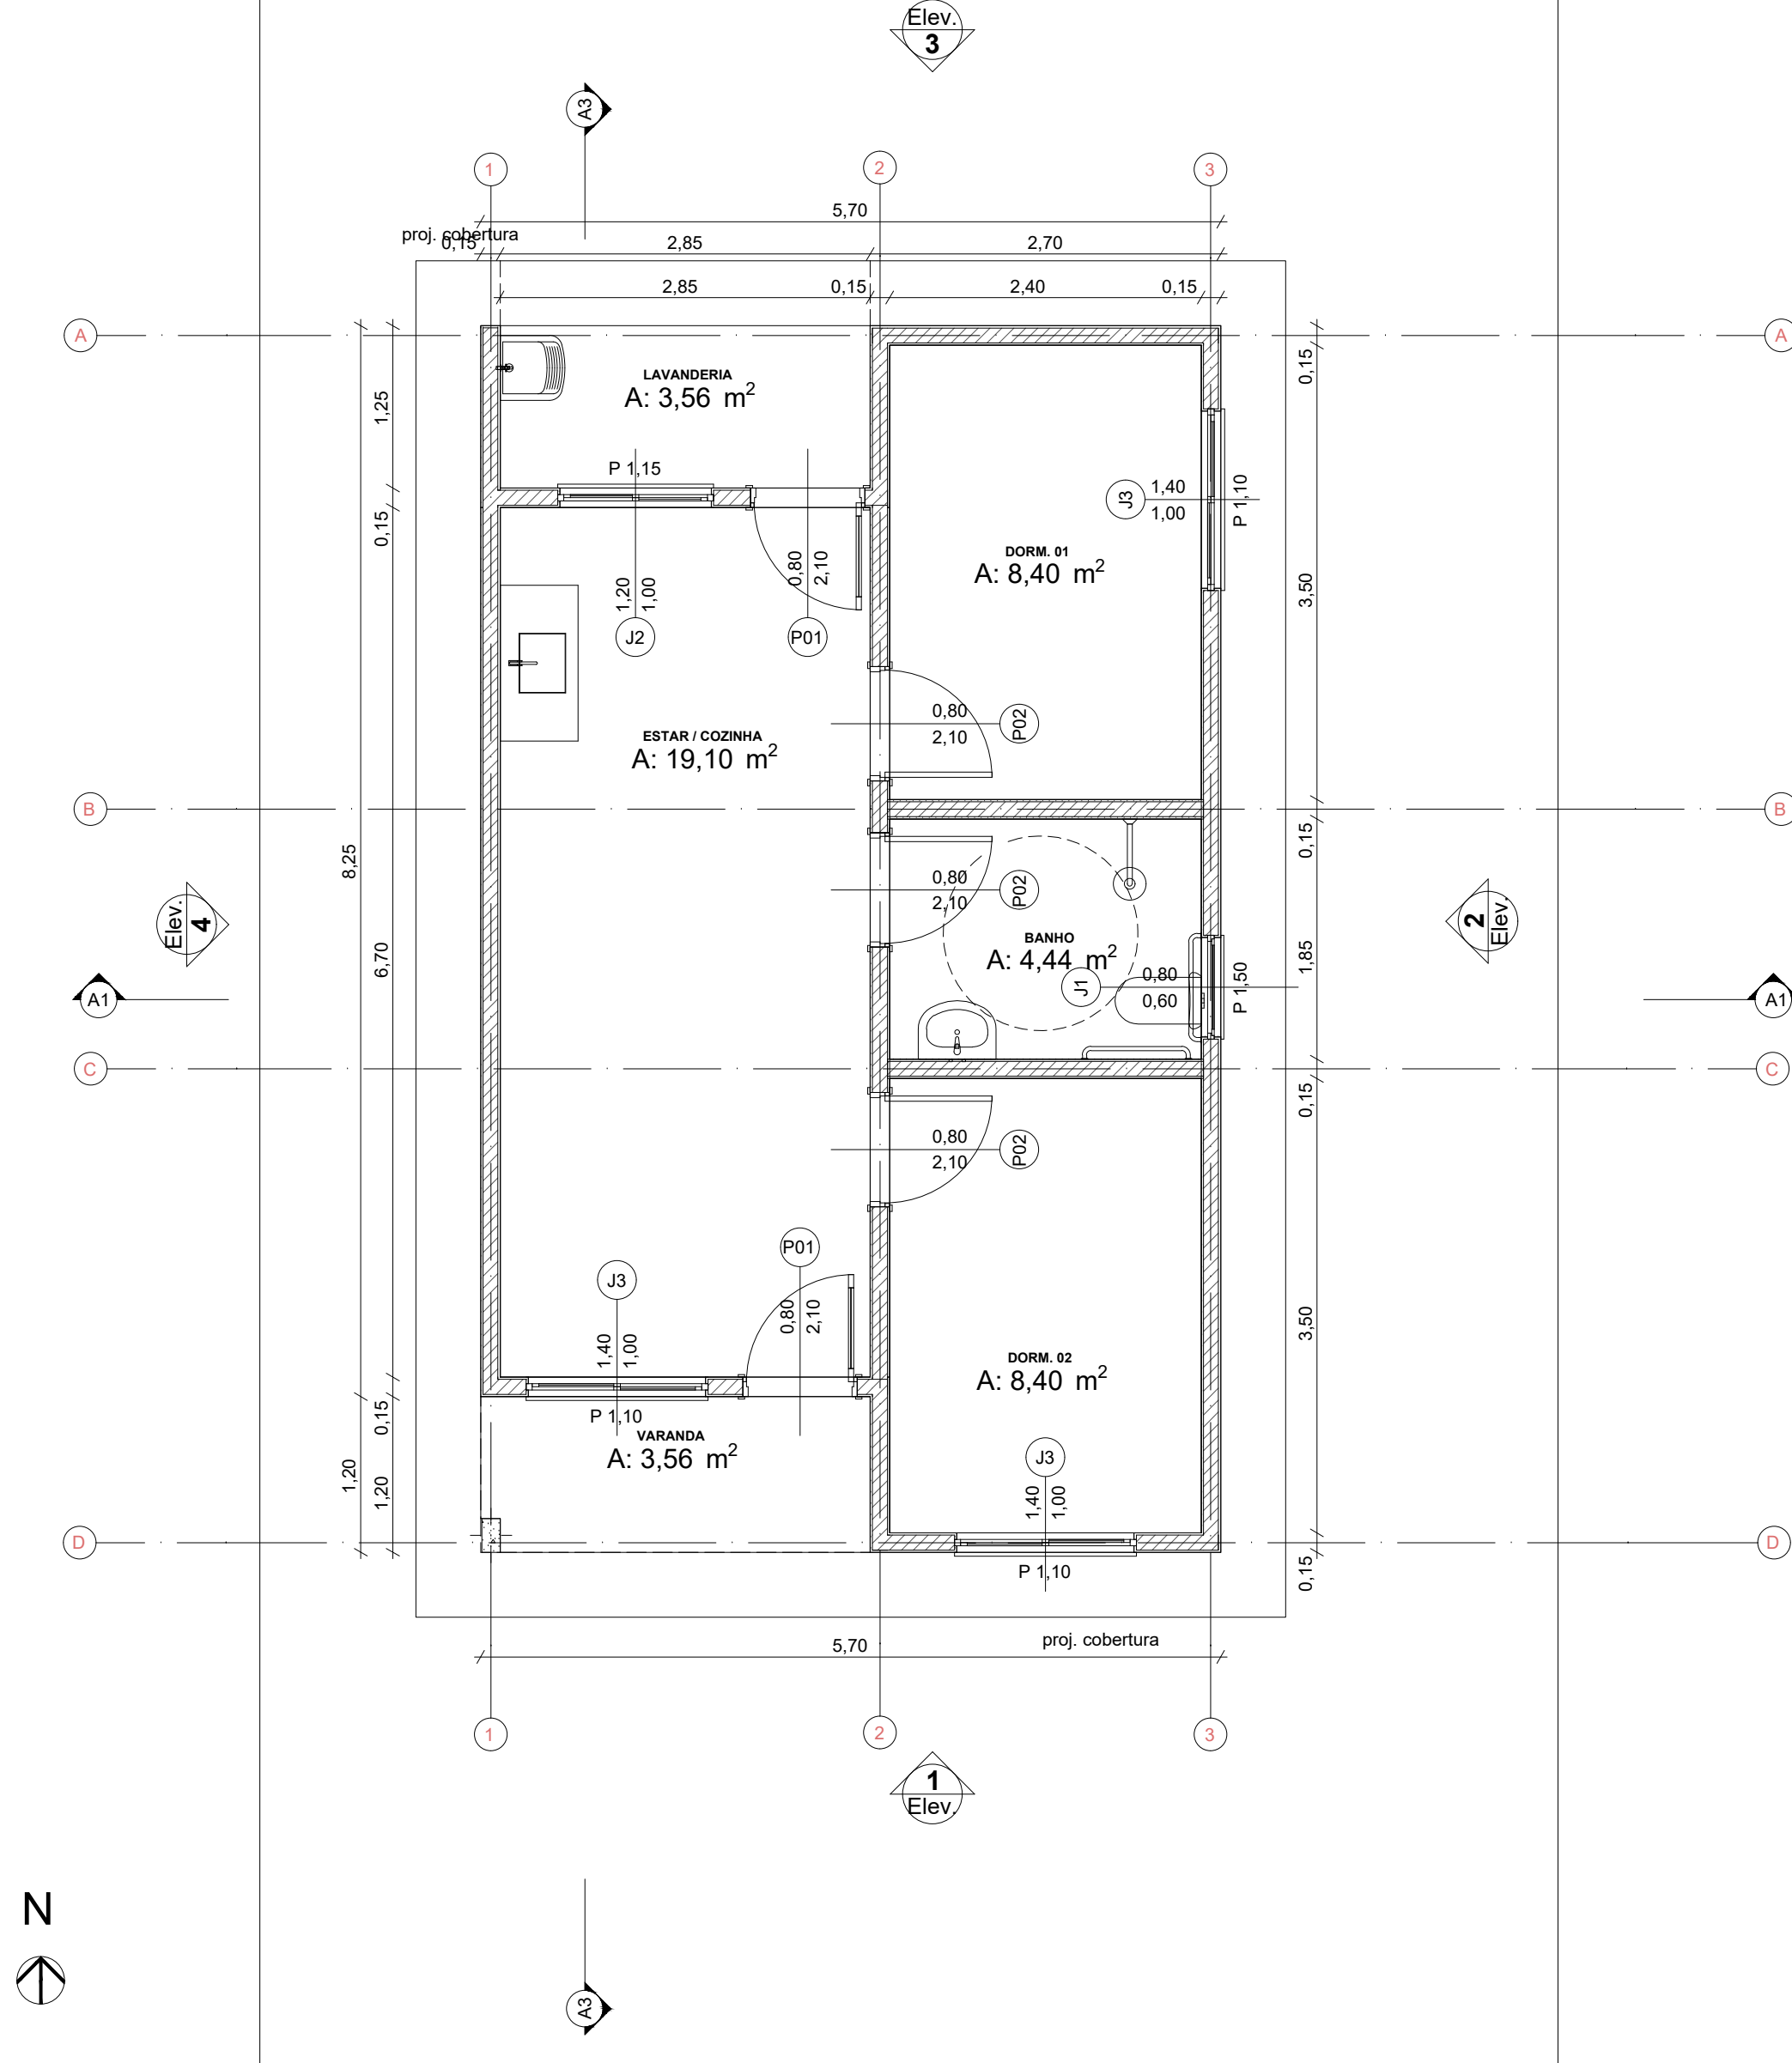 Elev.
3
A3
1
2
3
5,70
proj. cobertura
0,15
2,85
2,70
2,85
0,15
2,40
0,15
A
A
LAVANDERIA
A: 3,56 m²
1,25
0,15
0,15
P 1,15
J3
1,40
1,00
P 1,10
DORM. 01
A: 8,40 m²
0,80
2,10
1,20
1,00
J2
P01
3,50
0,80
2,10
P02
ESTAR / COZINHA
A: 19,10 m²
B
B
8,25
0,15
0,80
2,10
P02
Elev.
4
2
Elev.
BANHO
A: 4,44 m²
6,70
1,85
J1
0,80
0,60
P 1,50
A1
A1
C
C
0,15
0,80
2,10
P02
P01
J3
0,80
2,10
1,40
1,00
3,50
DORM. 02
A: 8,40 m²
0,15
P 1,10
VARANDA
A: 3,56 m²
J3
1,20
1,20
1,40
1,00
D
D
P 1,10
0,15
5,70
proj. cobertura
1
2
3
1
Elev.
N
A3